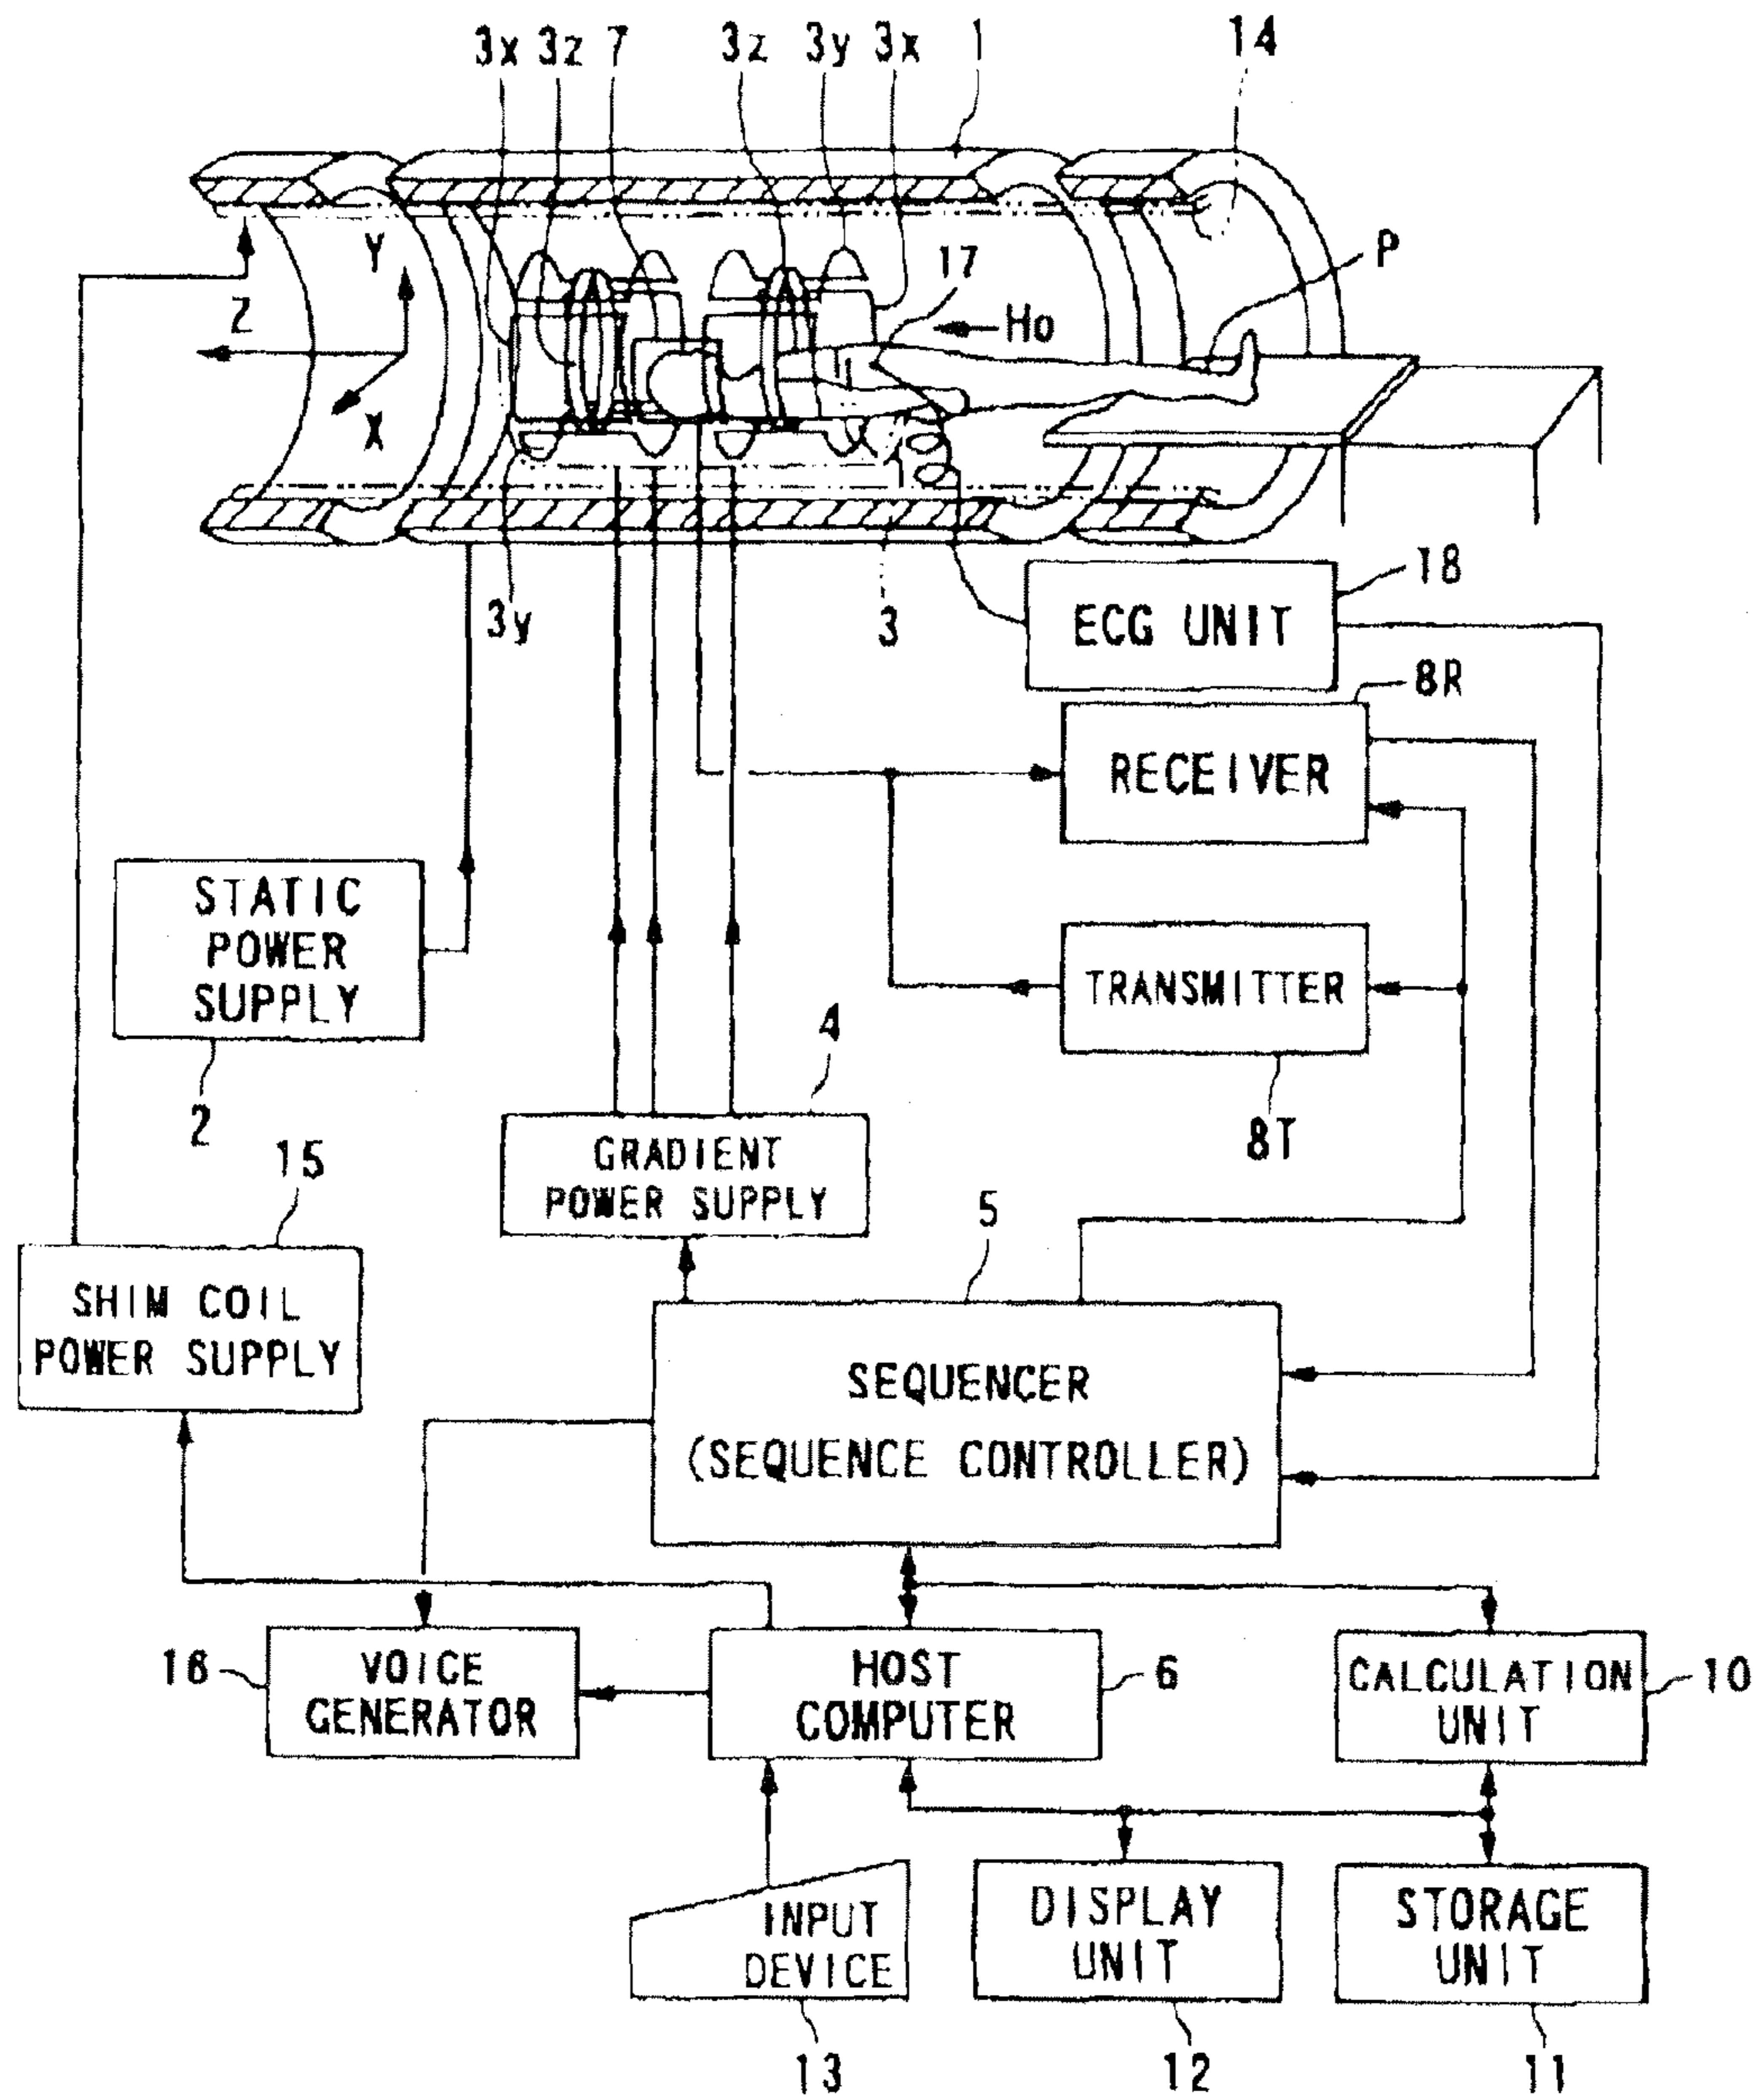 3x 3z 7 3z 3y 3x 1 14
Y
17
P
Z
Ho
X
3y
3
18
ECG UNIT
8R
RECEIVER
STATIC
POWER
SUPPLY
TRANSMITTER
2
4
8T
GRADIENT
POWER SUPPLY
15
5
SHIM COIL
POWER SUPPLY
SEQUENCER
(SEQUENCE CONTROLLER)
16
VOICE
GENERATOR
HOST
COMPUTER
6
CALCULATION
UNIT
10
INPUT
DEVICE
DISPLAY
UNIT
STORAGE
UNIT
13
12
11